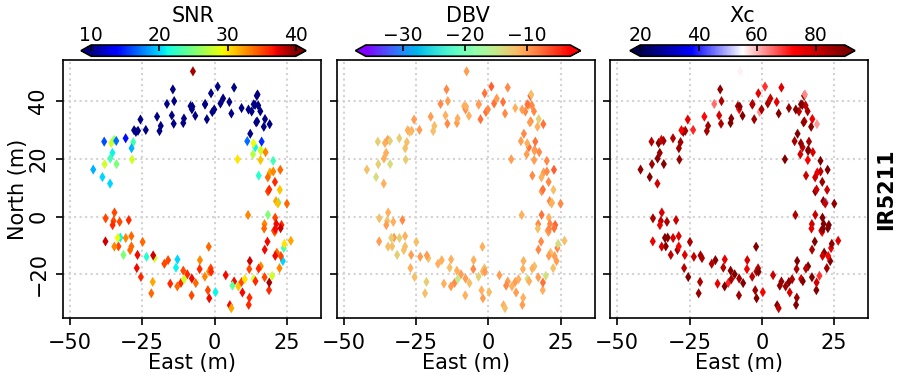 SNR DBV Xc
10 20 30 40 −30 −20 −10 20 40 60 80
40
20
0
−20
North (m)
−50 −25 0 25 −50 −25 0 25 −50 −25 0 25
East (m) East (m) East (m)
IR5211